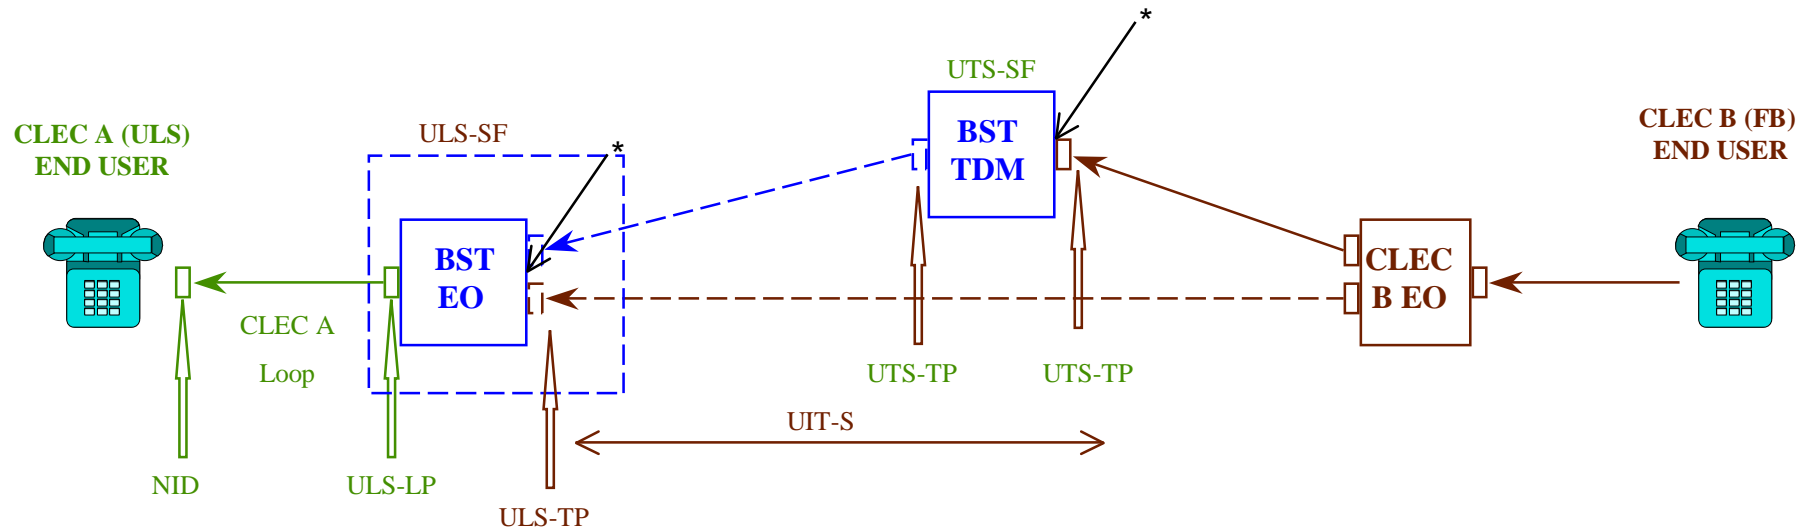 *
UTS-SF
CLEC A (ULS)
END USER
ULS-SF
*
BST
TDM
CLEC B (FB)
END USER
BST
EO
CLEC
B EO
CLEC A
Loop
UTS-TP
UTS-TP
UIT-S
NID
ULS-LP
ULS-TP